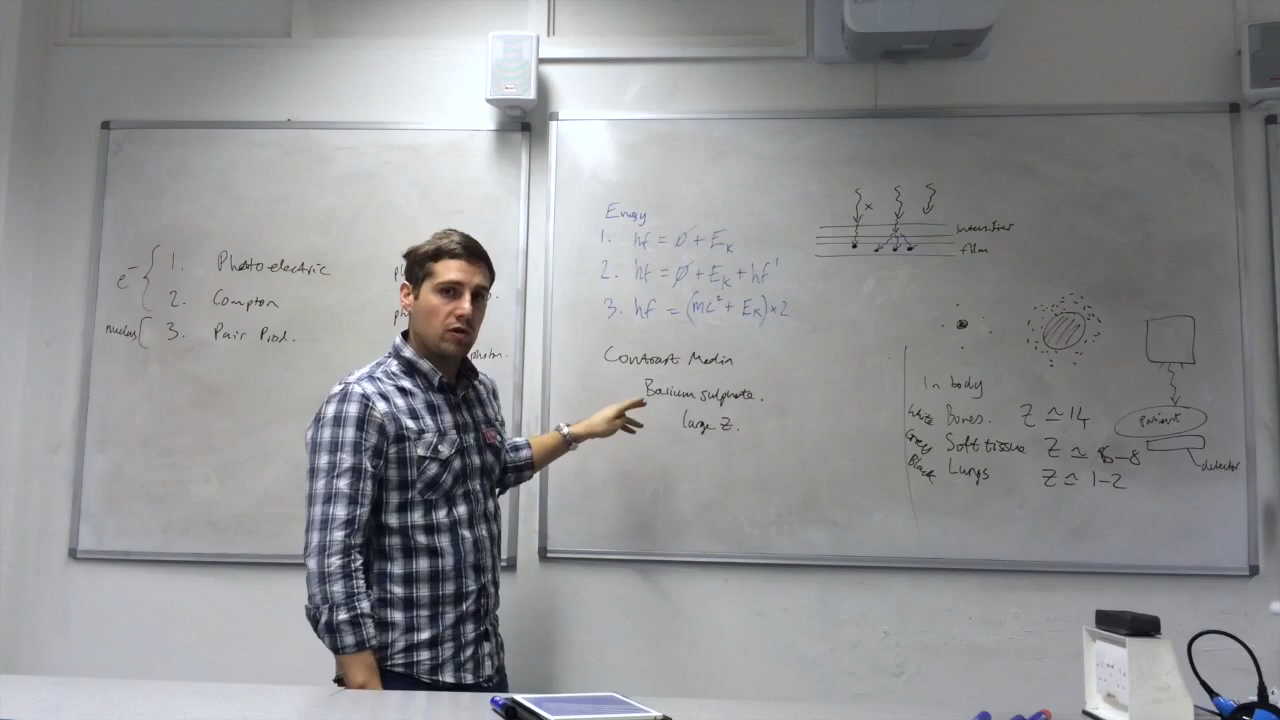 e⁻ { 1. Photoelectric
2. Compton
nucleus [ 3. Pair Prod.
photon.
Energy
1. hf = Ø + Eₖ
2. hf = Ø + Eₖ + hf'
3. hf = (mc² + Eₖ)×2
Contrast Media
Barium sulphate.
large Z.
x
Intensifier
film
In body
White Bones. Z ≃ 14
Grey Soft tissue Z ≃ 6-8
Black Lungs Z ≃ 1-2
patient
detector